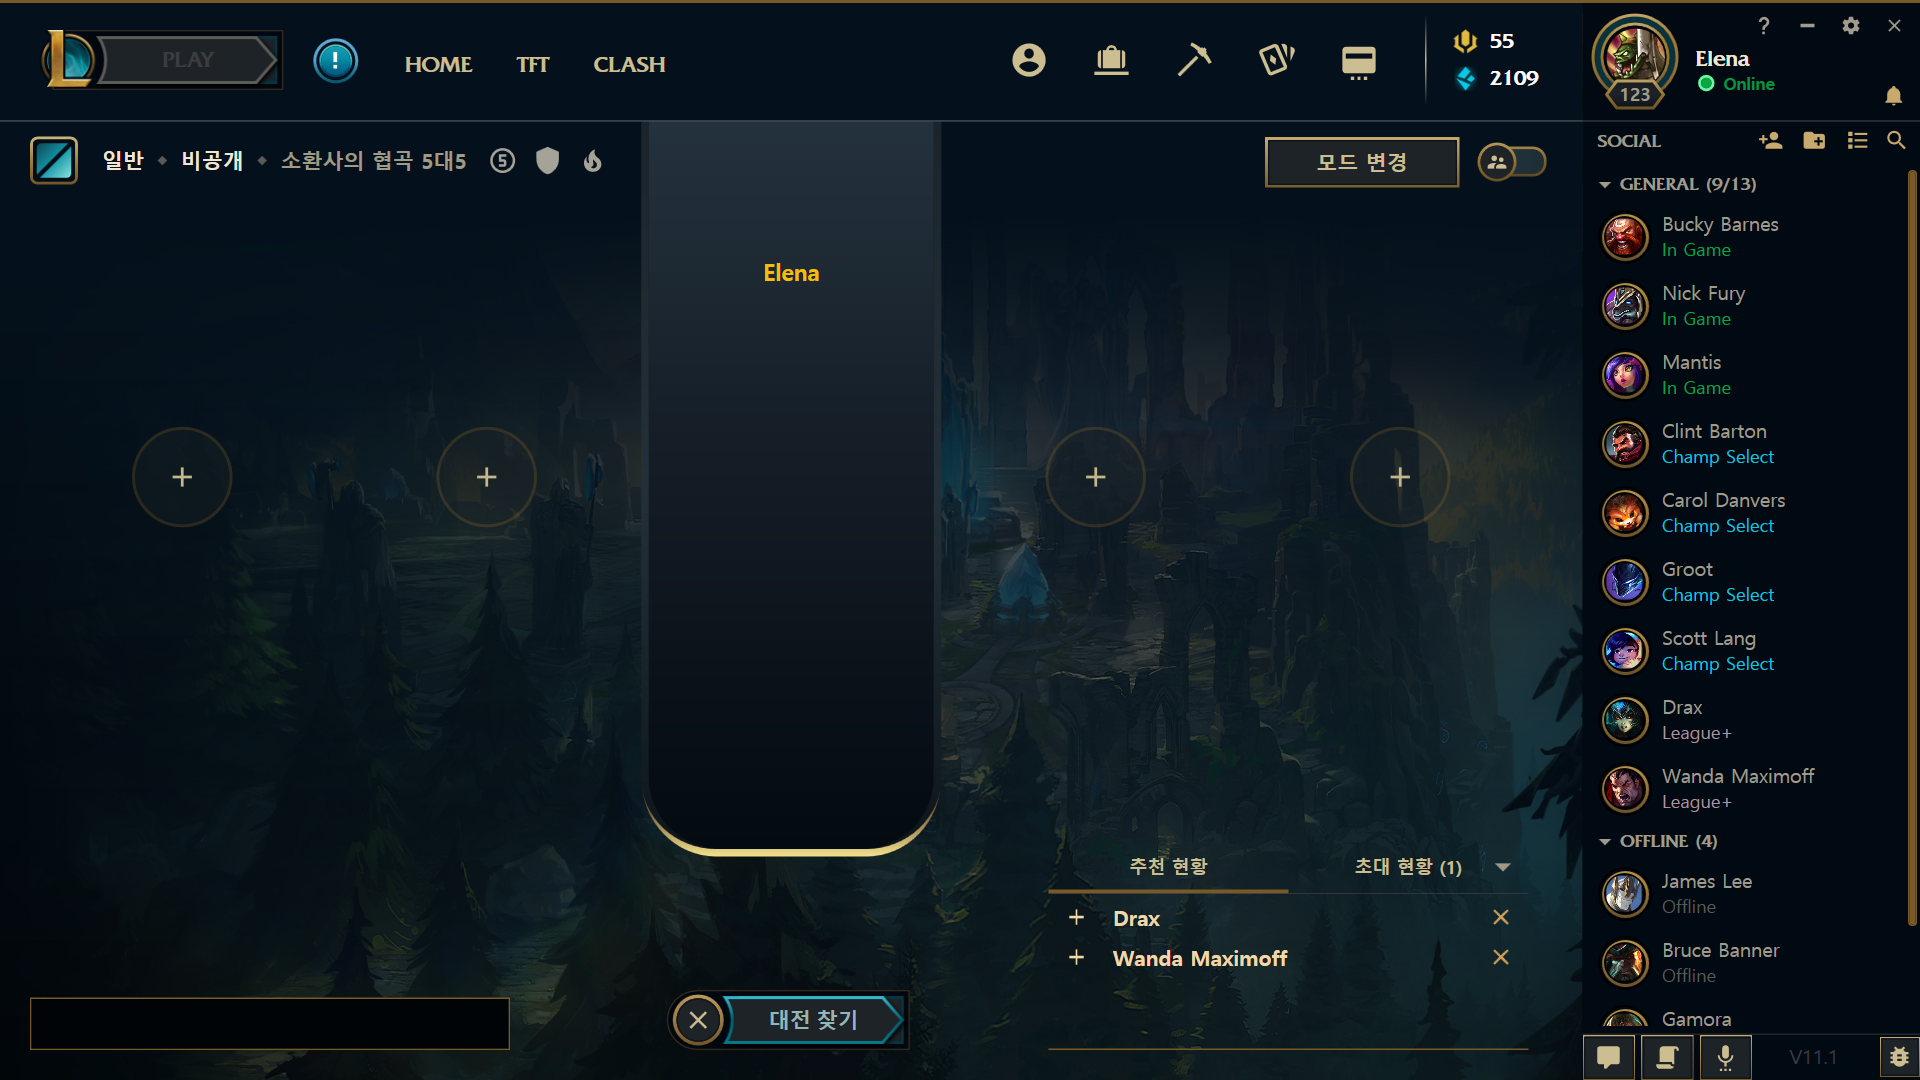 PLAY
HOME
TFT
CLASH
55
2109
123
Elena
Online
일반 ◆ 비공개 ◆ 소환사의 협곡 5대5
5
모드 변경
Elena
추천 현황
초대 현황 (1)
Drax
Wanda Maximoff
대전 찾기
SOCIAL
GENERAL (9/13)
Bucky Barnes
In Game
Nick Fury
In Game
Mantis
In Game
Clint Barton
Champ Select
Carol Danvers
Champ Select
Groot
Champ Select
Scott Lang
Champ Select
Drax
League+
Wanda Maximoff
League+
OFFLINE (4)
James Lee
Offline
Bruce Banner
Offline
Gamora
V11.1